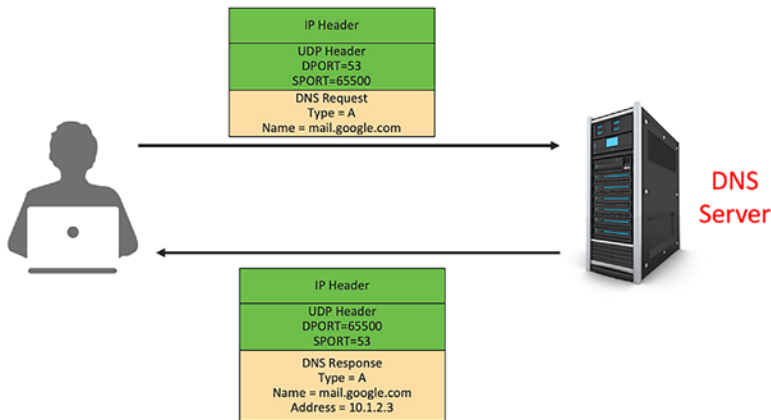 IP Header
UDP Header
DPORT=53
SPORT=65500
DNS Request
Type = A
Name = mail.google.com
DNS
Server
IP Header
UDP Header
DPORT=65500
SPORT=53
DNS Response
Type = A
Name = mail.google.com
Address = 10.1.2.3